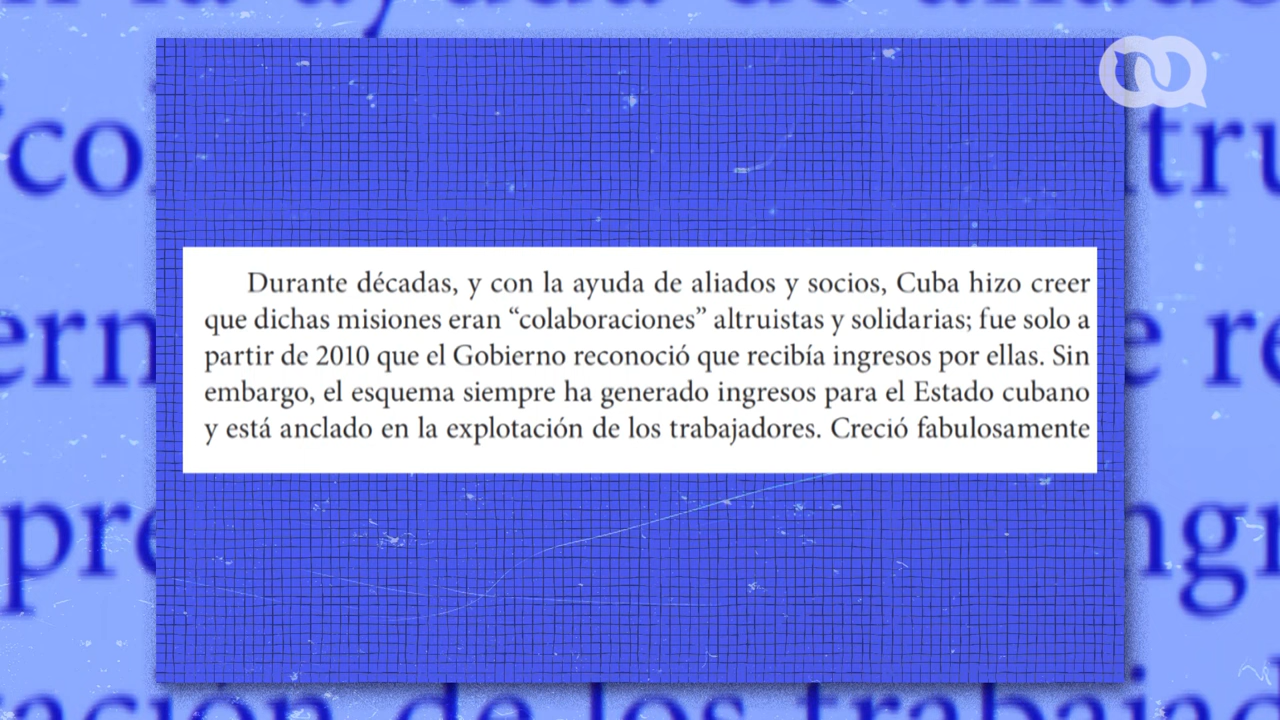 Durante décadas, y con la ayuda de aliados y socios, Cuba hizo creer
que dichas misiones eran “colaboraciones” altruistas y solidarias; fue solo a
partir de 2010 que el Gobierno reconoció que recibía ingresos por ellas. Sin
embargo, el esquema siempre ha generado ingresos para el Estado cubano
y está anclado en la explotación de los trabajadores. Creció fabulosamente